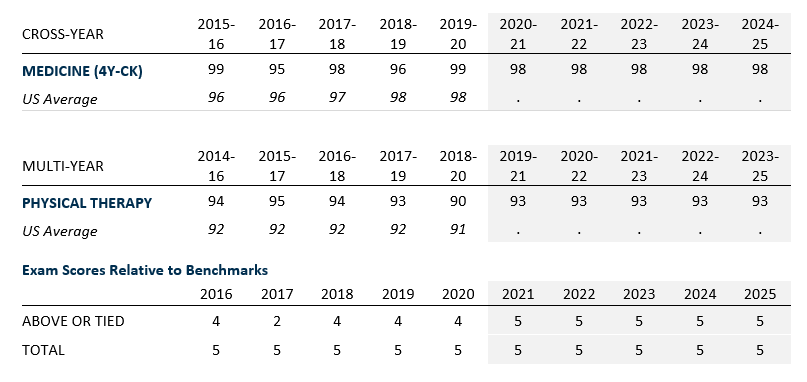 CROSS-YEAR 2015-16 2016-17 2017-18 2018-19 2019-20 2020-21 2021-22 2022-23 2023-24 2024-25
MEDICINE (4Y-CK) 99 95 98 96 99 98 98 98 98 98
US Average 96 96 97 98 98 . . . . .
MULTI-YEAR 2014-16 2015-17 2016-18 2017-19 2018-20 2019-21 2020-22 2021-23 2022-24 2023-25
PHYSICAL THERAPY 94 95 94 93 90 93 93 93 93 93
US Average 92 92 92 92 91 . . . . .
Exam Scores Relative to Benchmarks
2016 2017 2018 2019 2020 2021 2022 2023 2024 2025
ABOVE OR TIED 4 2 4 4 4 5 5 5 5 5
TOTAL 5 5 5 5 5 5 5 5 5 5